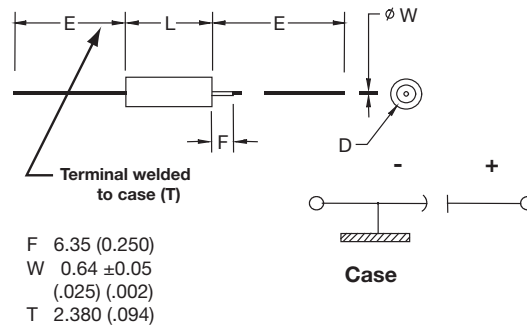 E L E ϕ W
F
D
Terminal welded
to case (T)
- +
Case
F 6.35 (0.250)
W 0.64 ±0.05
(.025) (.002)
T 2.380 (.094)